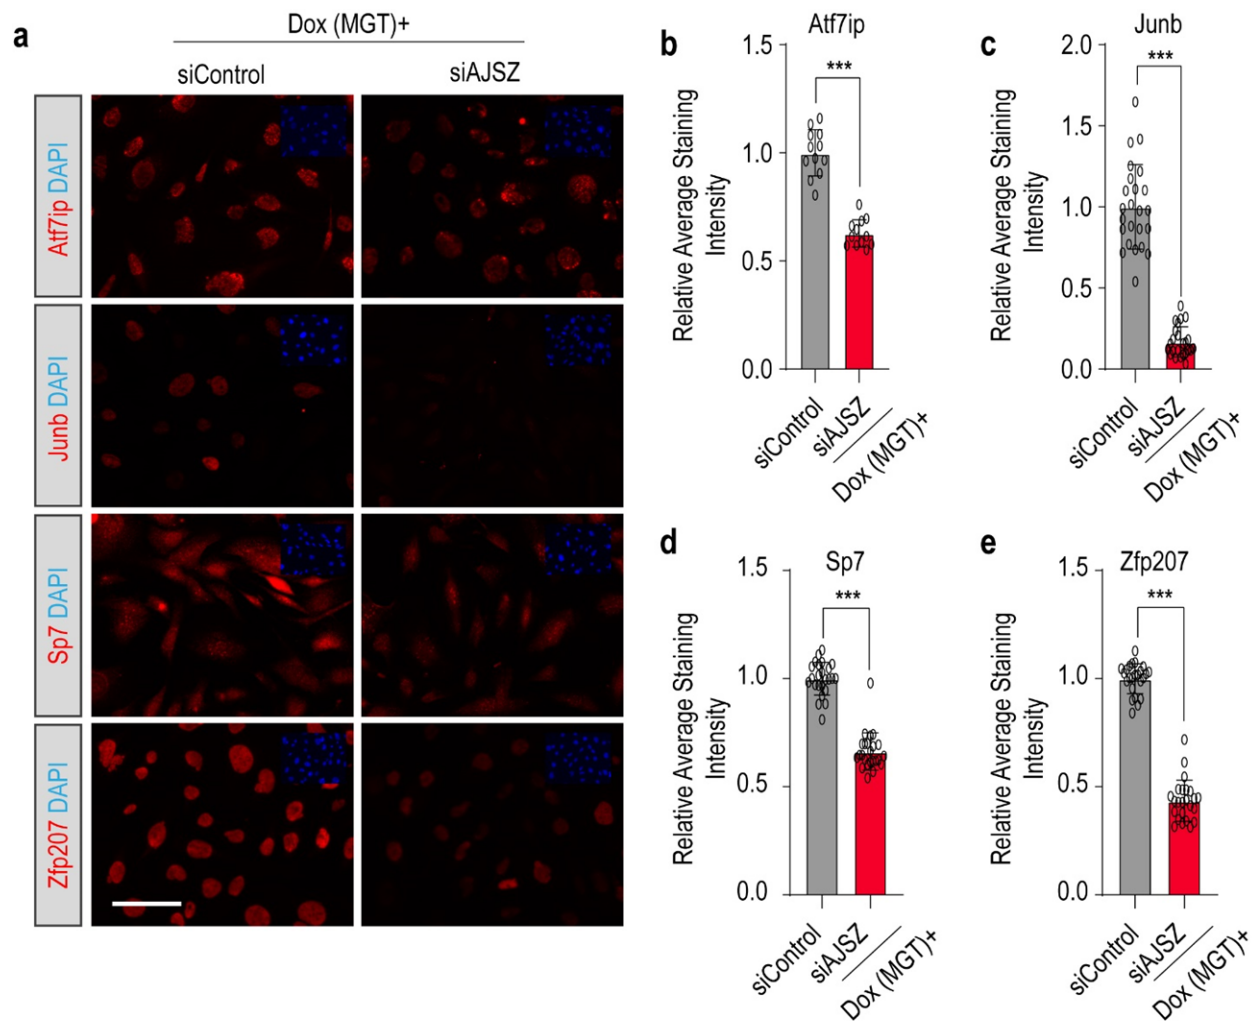 a
Dox (MGT)+
siControl
siAJSZ
Atf7ip DAPI
Junb DAPI
Sp7 DAPI
Zfp207 DAPI
b
Atf7ip
***
Relative Average Staining
Intensity
1.5
1.0
0.5
0.0
siControl
siAJSZ
Dox (MGT)+
c
Junb
***
Relative Average Staining
Intensity
2.0
1.5
1.0
0.5
0.0
siControl
siAJSZ
Dox (MGT)+
d
Sp7
***
Relative Average Staining
Intensity
1.5
1.0
0.5
0.0
siControl
siAJSZ
Dox (MGT)+
e
Zfp207
***
Relative Average Staining
Intensity
1.5
1.0
0.5
0.0
siControl
siAJSZ
Dox (MGT)+